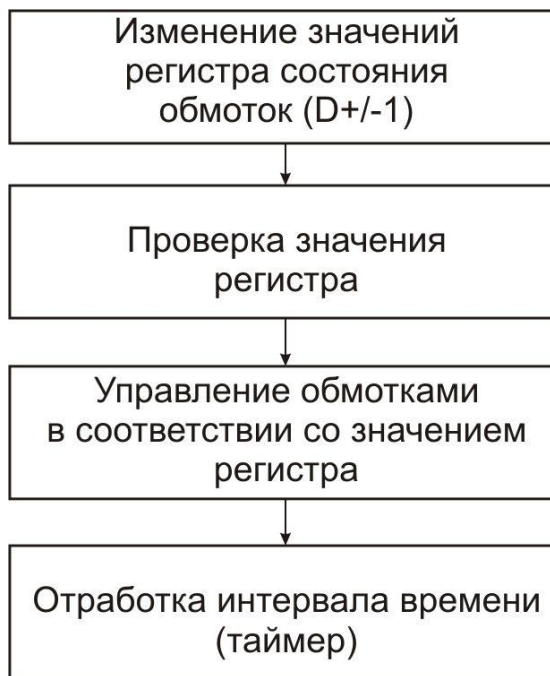 Изменение значений
регистра состояния
обмоток (D+/-1)
Проверка значения
регистра
Управление обмотками
в соответствии со значением
регистра
Отработка интервала времени
(таймер)